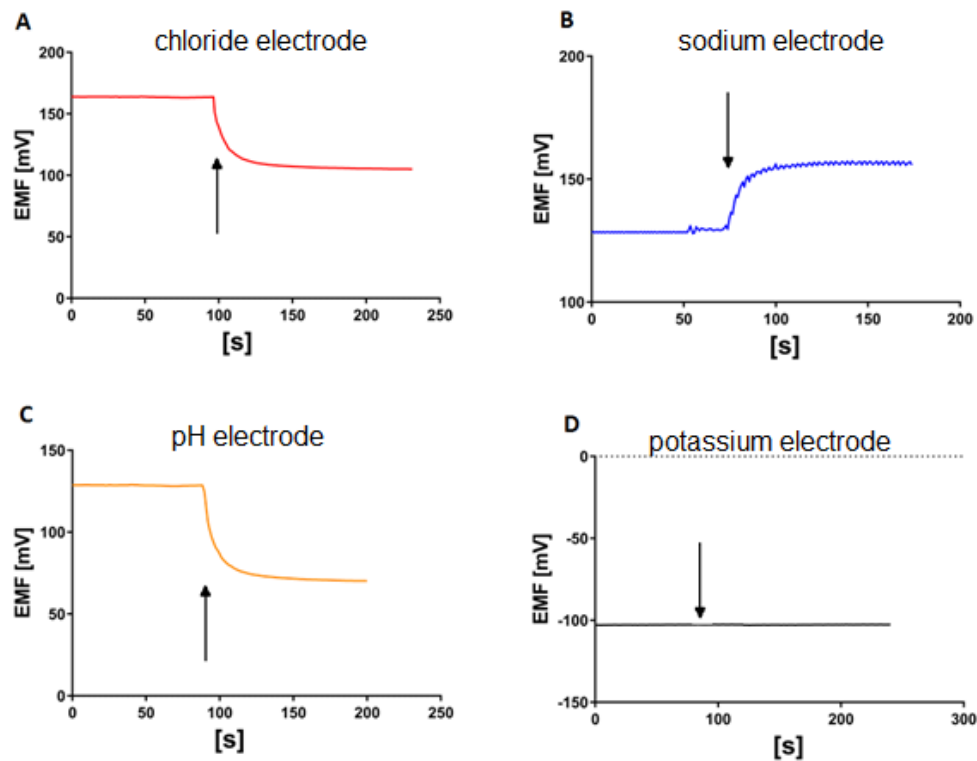 A
chloride electrode
200
150
100
50
0
EMF [mV]
0 50 100 150 200 250
[s]
B
sodium electrode
200
150
100
EMF [mV]
0 50 100 150 200
[s]
C
pH electrode
150
100
50
0
EMF [mV]
0 50 100 150 200 250
[s]
D
potassium electrode
0
-50
-100
-150
EMF [mV]
0 100 200 300
[s]